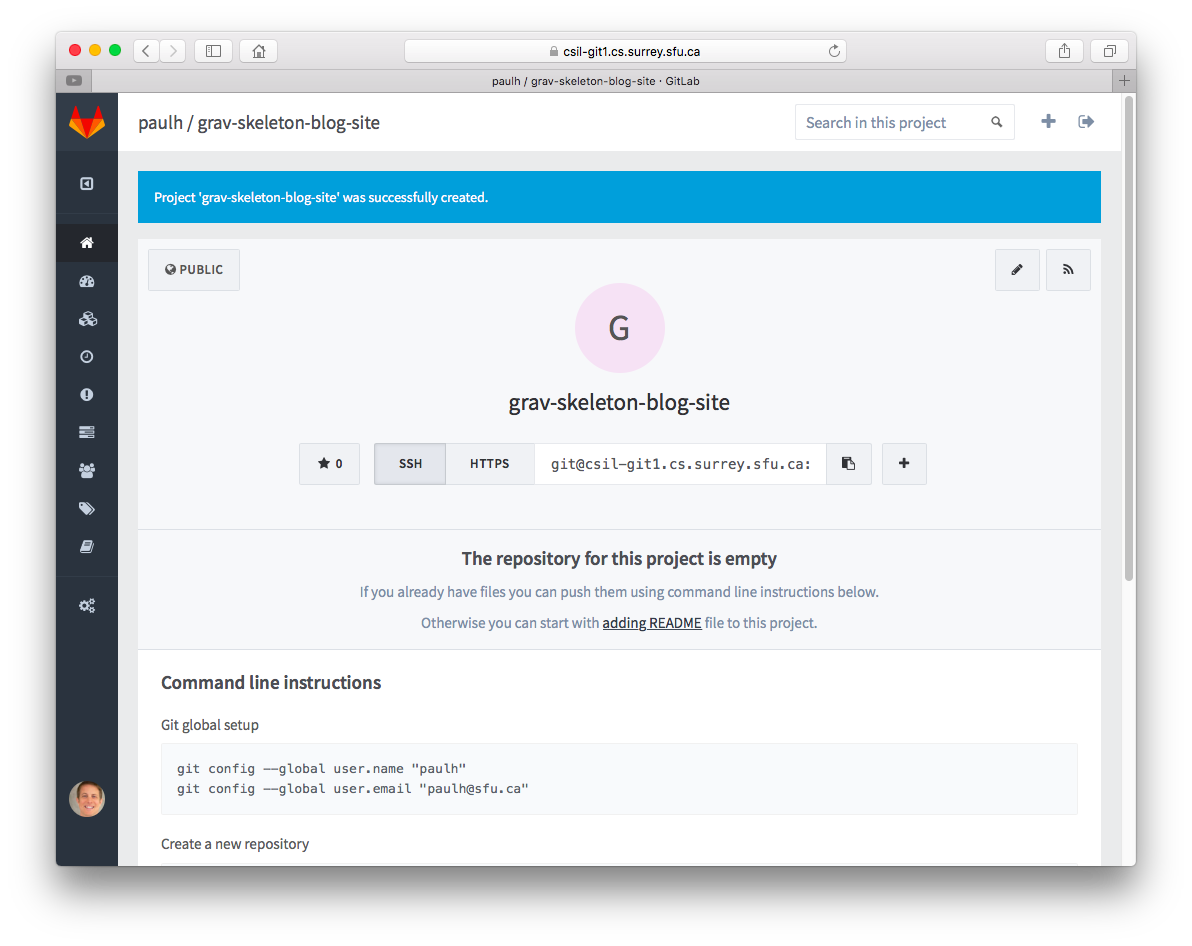 csil-git1.cs.surrey.sfu.ca
paulh / grav-skeleton-blog-site · GitLab
paulh / grav-skeleton-blog-site
Search in this project
Project 'grav-skeleton-blog-site' was successfully created.
PUBLIC
G
grav-skeleton-blog-site
0
SSH
HTTPS
git@csil-git1.cs.surrey.sfu.ca:
The repository for this project is empty
If you already have files you can push them using command line instructions below.
Otherwise you can start with adding README file to this project.
Command line instructions
Git global setup
git config --global user.name "paulh"
git config --global user.email "paulh@sfu.ca"
Create a new repository